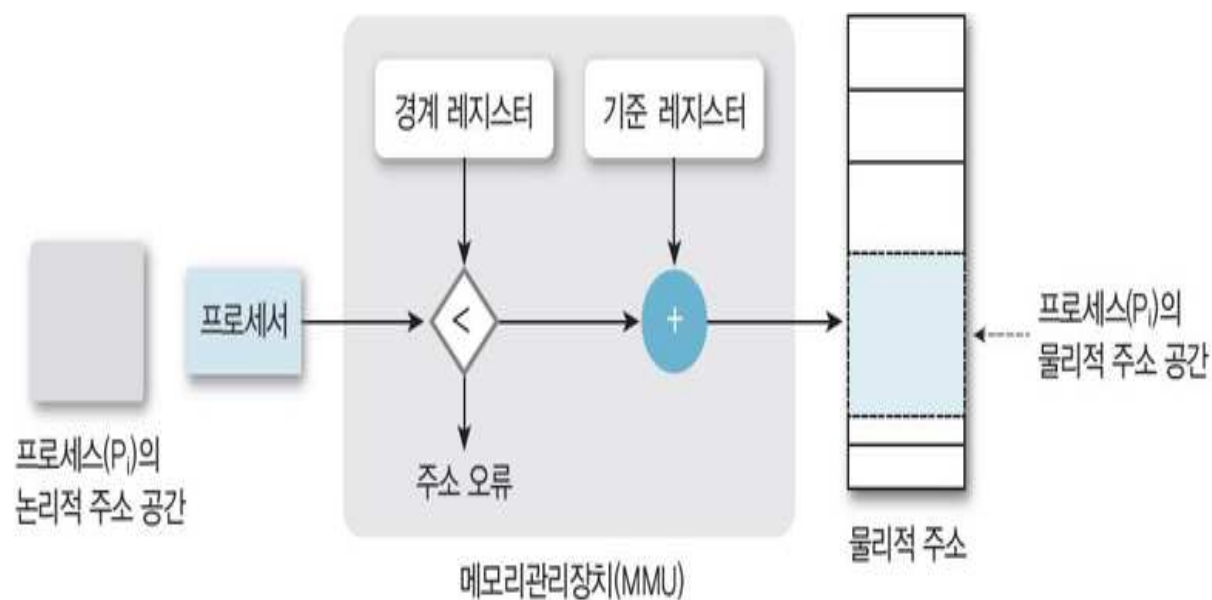 경계 레지스터
기준 레지스터
프로세서
<
+
주소 오류
프로세스(Pi)의
논리적 주소 공간
메모리관리장치(MMU)
프로세스(Pi)의
물리적 주소 공간
물리적 주소